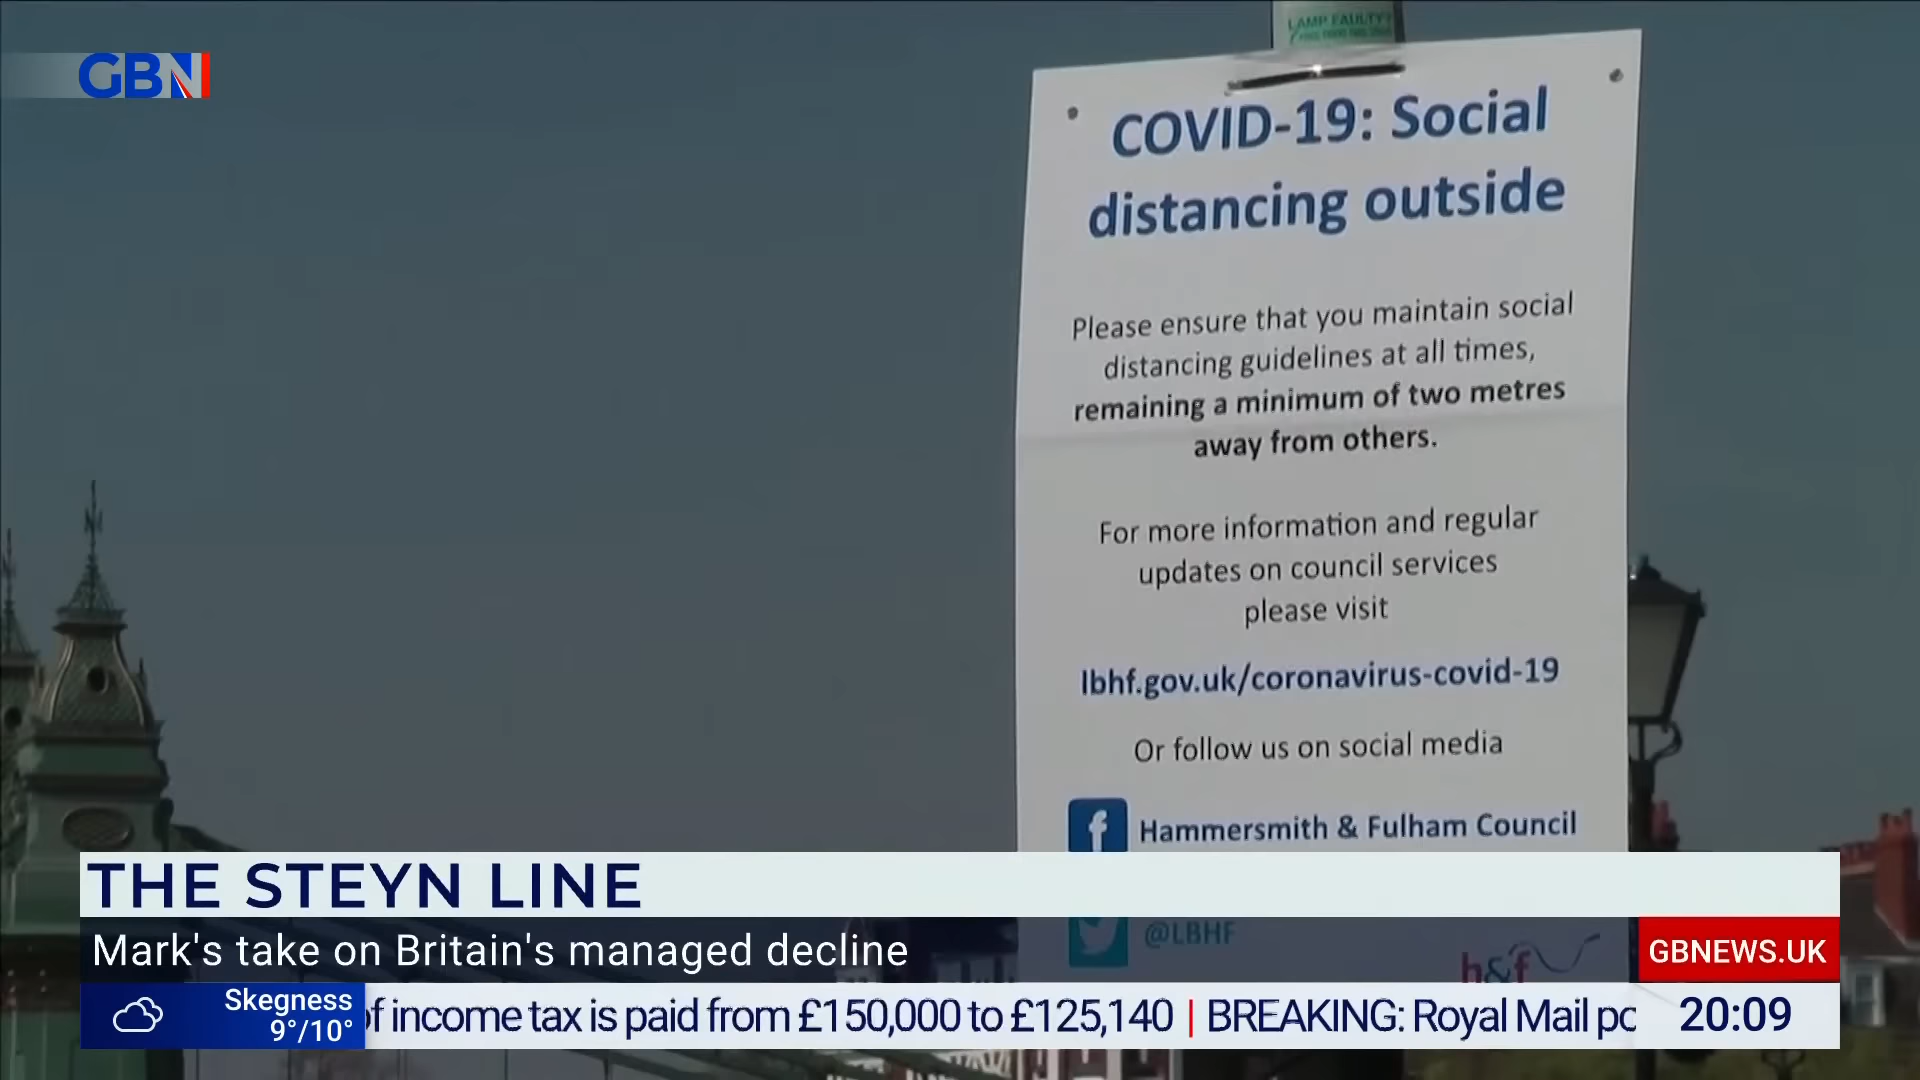 GBN
LAMP FAULTY?
COVID-19: Social
distancing outside
Please ensure that you maintain social
distancing guidelines at all times,
remaining a minimum of two metres
away from others.
For more information and regular
updates on council services
please visit
lbhf.gov.uk/coronavirus-covid-19
Or follow us on social media
f Hammersmith & Fulham Council
@LBHF
h&f
THE STEYN LINE
Mark's take on Britain's managed decline
GBNEWS.UK
Skegness
9°/10°
of income tax is paid from £150,000 to £125,140 | BREAKING: Royal Mail po
20:09